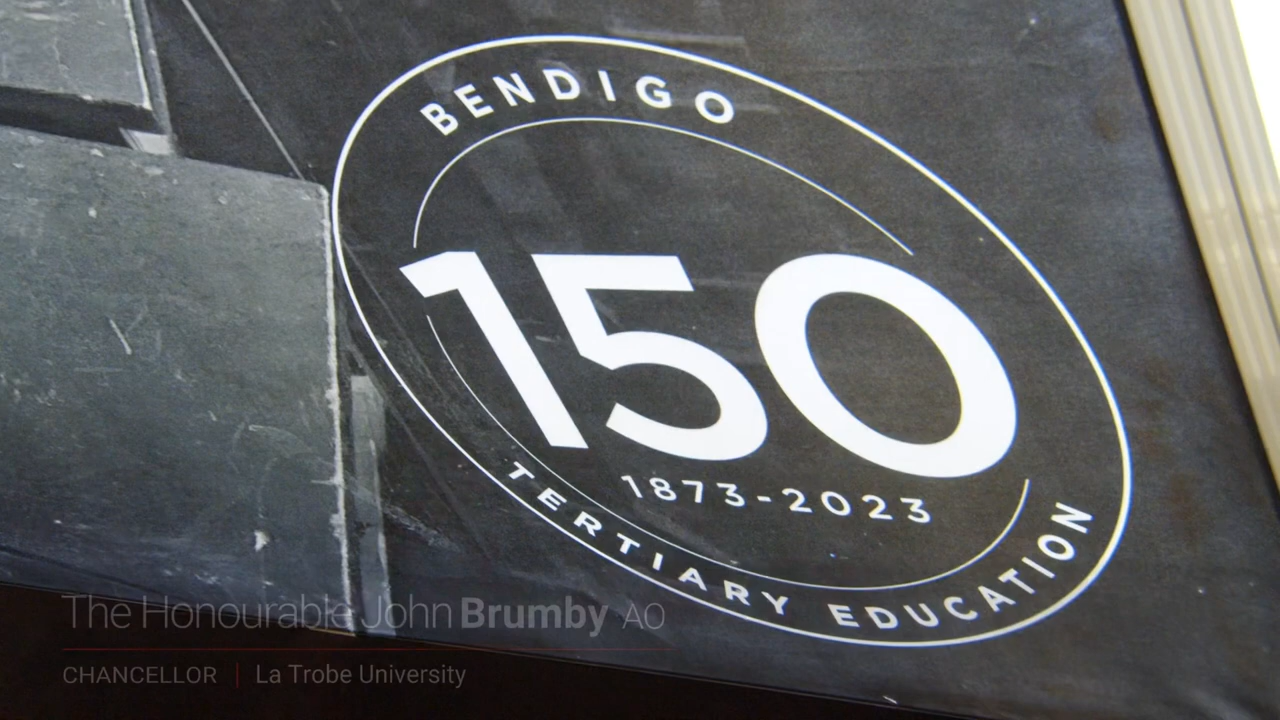 BENDIGO
150
1873-2023
TERTIARY EDUCATION
The Honourable John Brumby AO
CHANCELLOR | La Trobe University